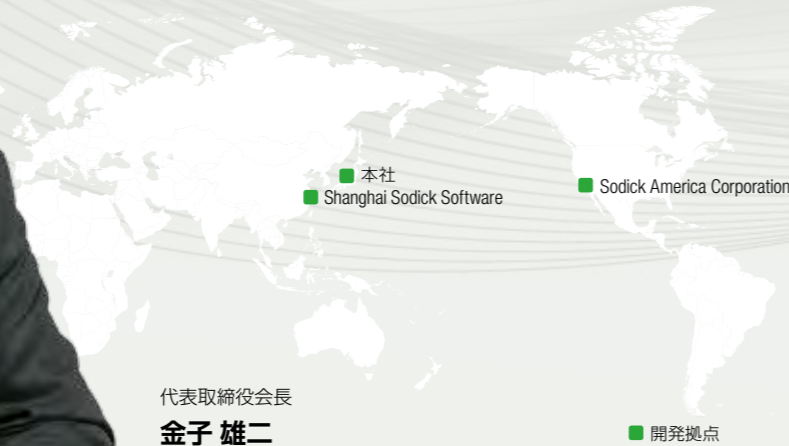 本社
Shanghai Sodick Software
Sodick America Corporation
代表取締役会長
金子 雄二
開発拠点